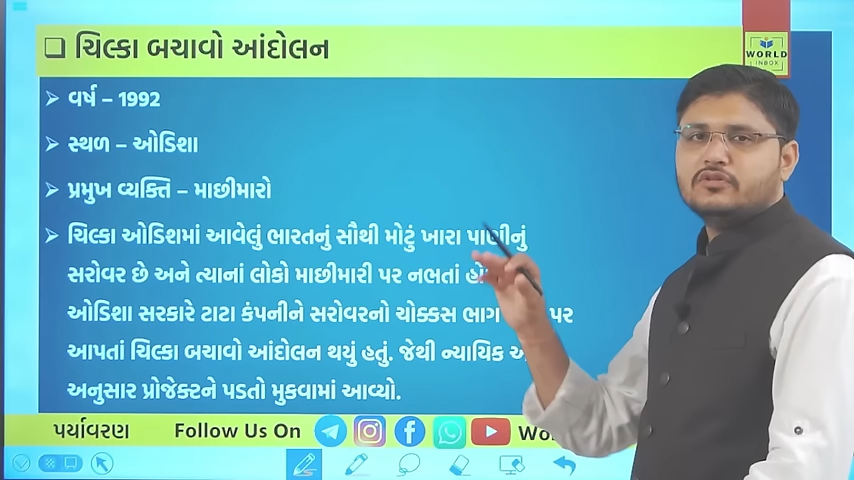 ❑ ચિલ્કા બચાવો આંદોલન
WORLD
INBOX
➢ વર્ષ – 1992
➢ સ્થળ – ઓડિશા
➢ પ્રમુખ વ્યક્તિ – માછીમારો
➢ ચિલ્કા ઓડિશમાં આવેલું ભારતનું સૌથી મોટું ખારા પાણીનું
સરોવર છે અને ત્યાનાં લોકો માછીમારી પર નભતાં
ઓડિશા સરકારે ટાટા કંપનીને સરોવરનો ચોક્કસ ભાગ પર
આપતાં ચિલ્કા બચાવો આંદોલન થયું હતું. જેથી ન્યાયિક
અનુસાર પ્રોજેક્ટને પડતો મુકવામાં આવ્યો.
પર્યાવરણ Follow Us On